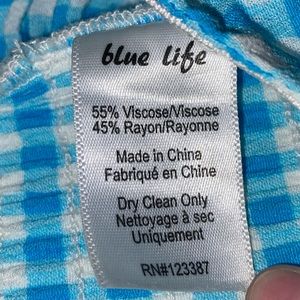 blue life
55% Viscose/Viscose
45% Rayon/Rayonne
Made in China
Fabriqué en Chine
Dry Clean Only
Nettoyage à sec
Uniquement
RN#123387